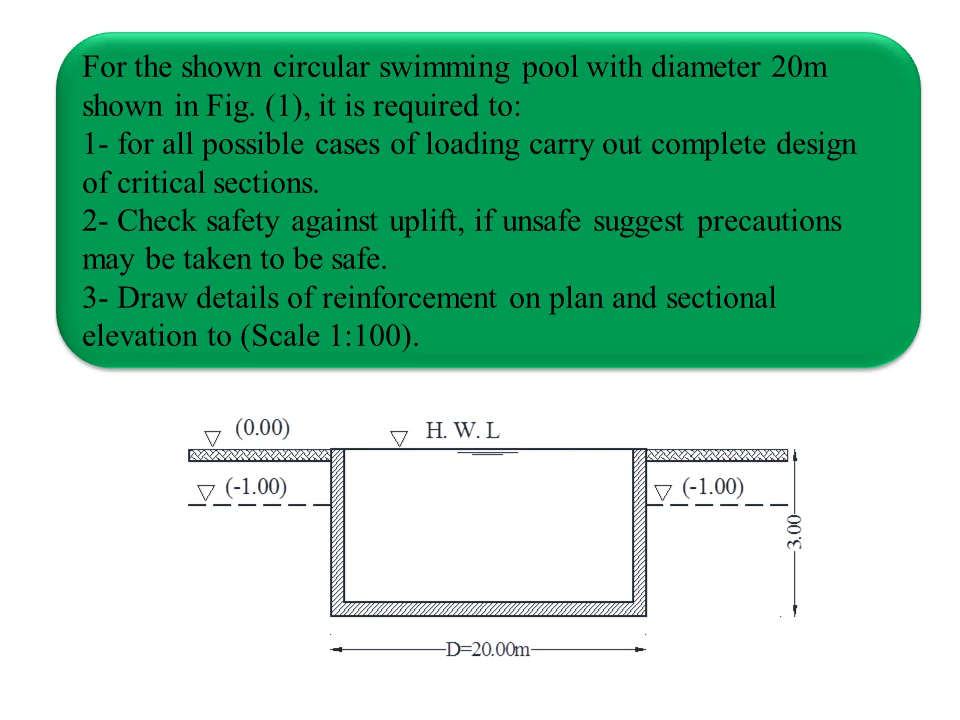 For the shown circular swimming pool with diameter 20m
shown in Fig. (1), it is required to:
1- for all possible cases of loading carry out complete design
of critical sections.
2- Check safety against uplift, if unsafe suggest precautions
may be taken to be safe.
3- Draw details of reinforcement on plan and sectional
elevation to (Scale 1:100).
(0.00)
H. W. L
(-1.00)
(-1.00)
3.00
D=20.00m